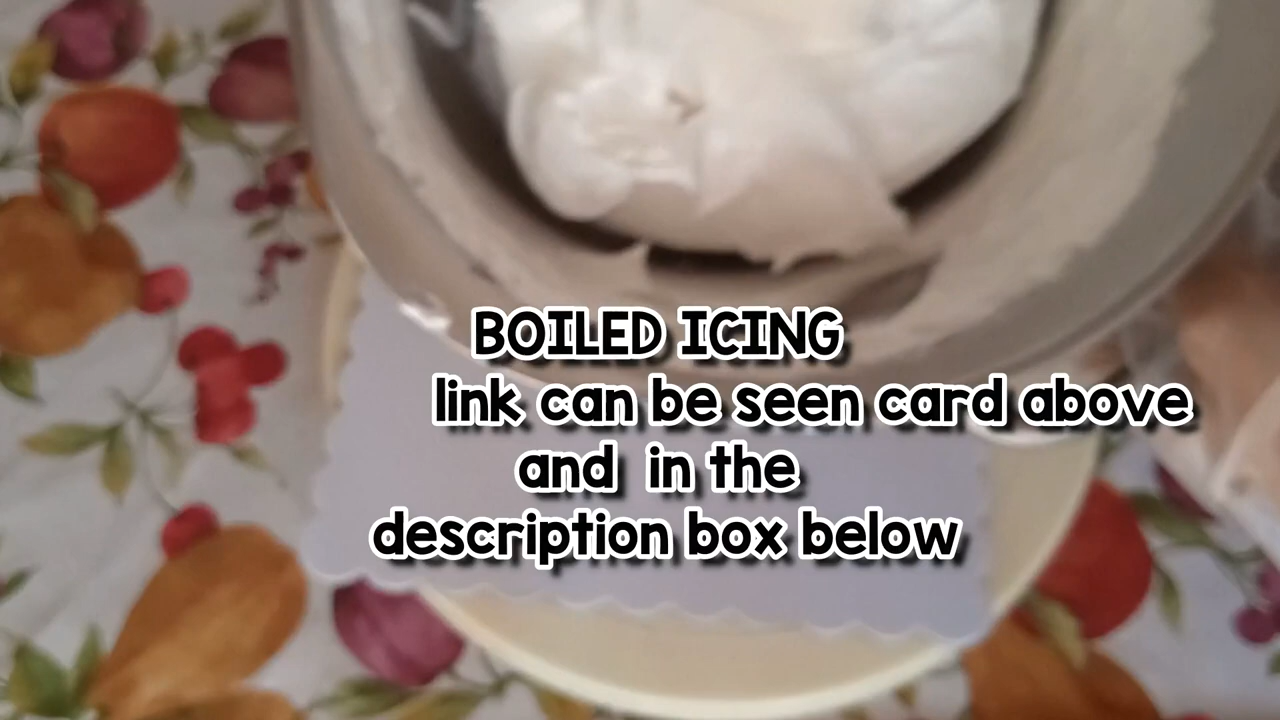 BOILED ICING
link can be seen card above
and in the
description box below